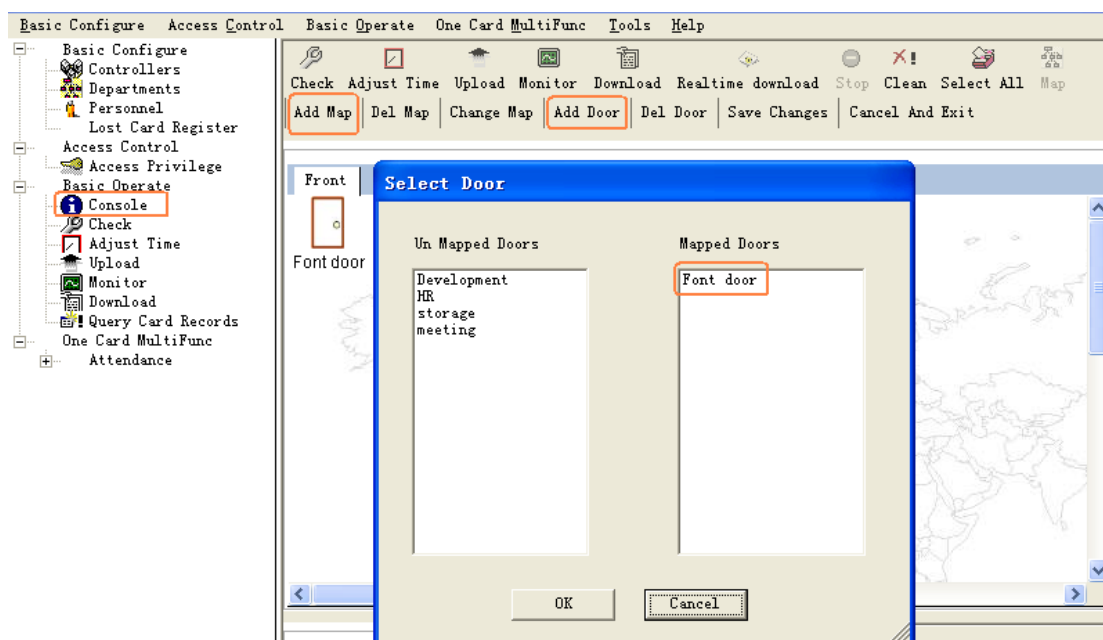 Basic Configure Access Control Basic Operate One Card MultiFunc Tools Help
Basic Configure
Controllers
Departments
Personnel
Lost Card Register
Access Control
Access Privilege
Basic Operate
Console
Check
Adjust Time
Upload
Monitor
Download
Query Card Records
One Card MultiFunc
Attendance
Check Adjust Time Upload Monitor Download Realtime download Stop Clean Select All Map
Add Map Del Map Change Map Add Door Del Door Save Changes Cancel And Exit
Front
Font door
Select Door
Un Mapped Doors
Development
HR
storage
meeting
Mapped Doors
Font door
OK Cancel